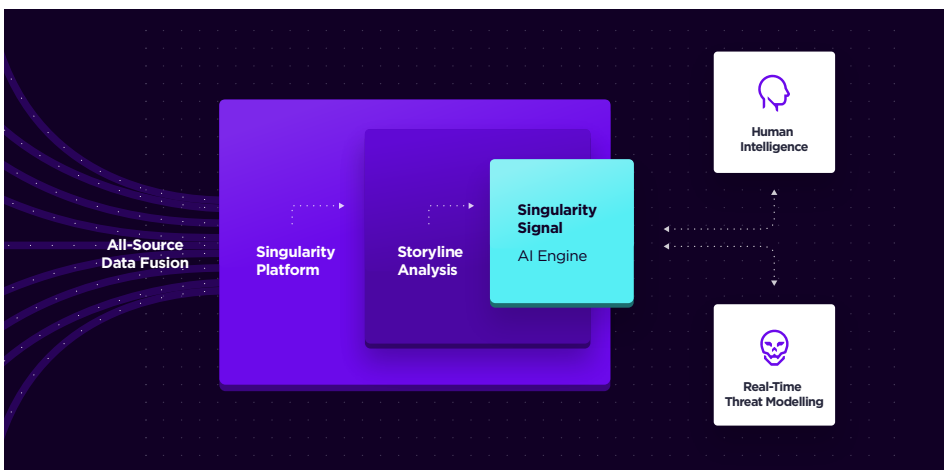 All-Source
Data Fusion
Singularity
Platform
Storyline
Analysis
Singularity
Signal
AI Engine
Human
Intelligence
Real-Time
Threat Modelling